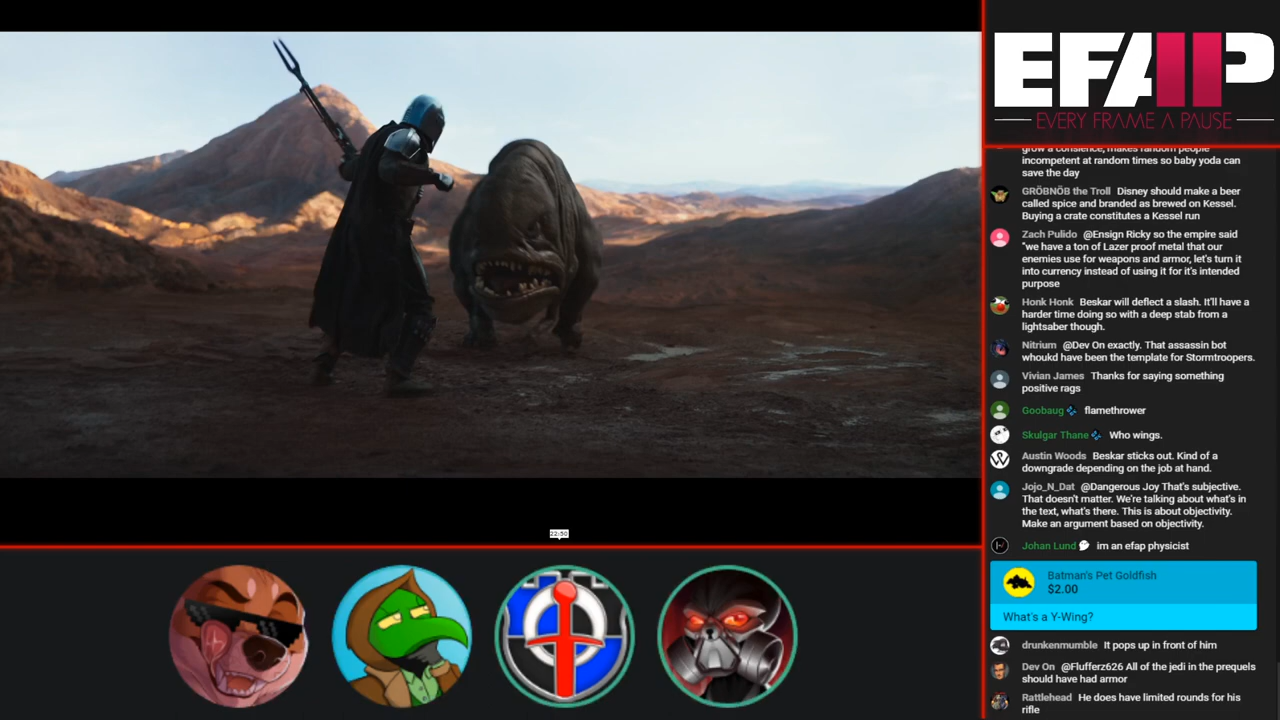 EFAP
EVERY FRAME A PAUSE
grow a consience, makes random people
incompetent at random times so baby yoda can
save the day
GRÖBNÖB the Troll Disney should make a beer
called spice and branded as brewed on Kessel.
Buying a crate constitutes a Kessel run
Zach Pulido @Ensign Ricky so the empire said
"we have a ton of Lazer proof metal that our
enemies use for weapons and armor, let's turn it
into currency instead of using it for it's intended
purpose
Honk Honk Beskar will deflect a slash. It'll have a
harder time doing so with a deep stab from a
lightsaber though.
Nitrium @Dev On exactly. That assassin bot
whoukd have been the template for Stormtroopers.
Vivian James Thanks for saying something
positive rags
Goobaug flamethrower
Skulgar Thane Who wings.
Austin Woods Beskar sticks out. Kind of a
downgrade depending on the job at hand.
Jojo_N_Dat @Dangerous Joy That's subjective.
That doesn't matter. We're talking about what's in
the text, what's there. This is about objectivity.
Make an argument based on objectivity.
Johan Lund im an efap physicist
Batman's Pet Goldfish
$2.00
What's a Y-Wing?
drunkenmumble It pops up in front of him
Dev On @Flufferz626 All of the jedi in the prequels
should have had armor
Rattlehead He does have limited rounds for his
rifle
22:50